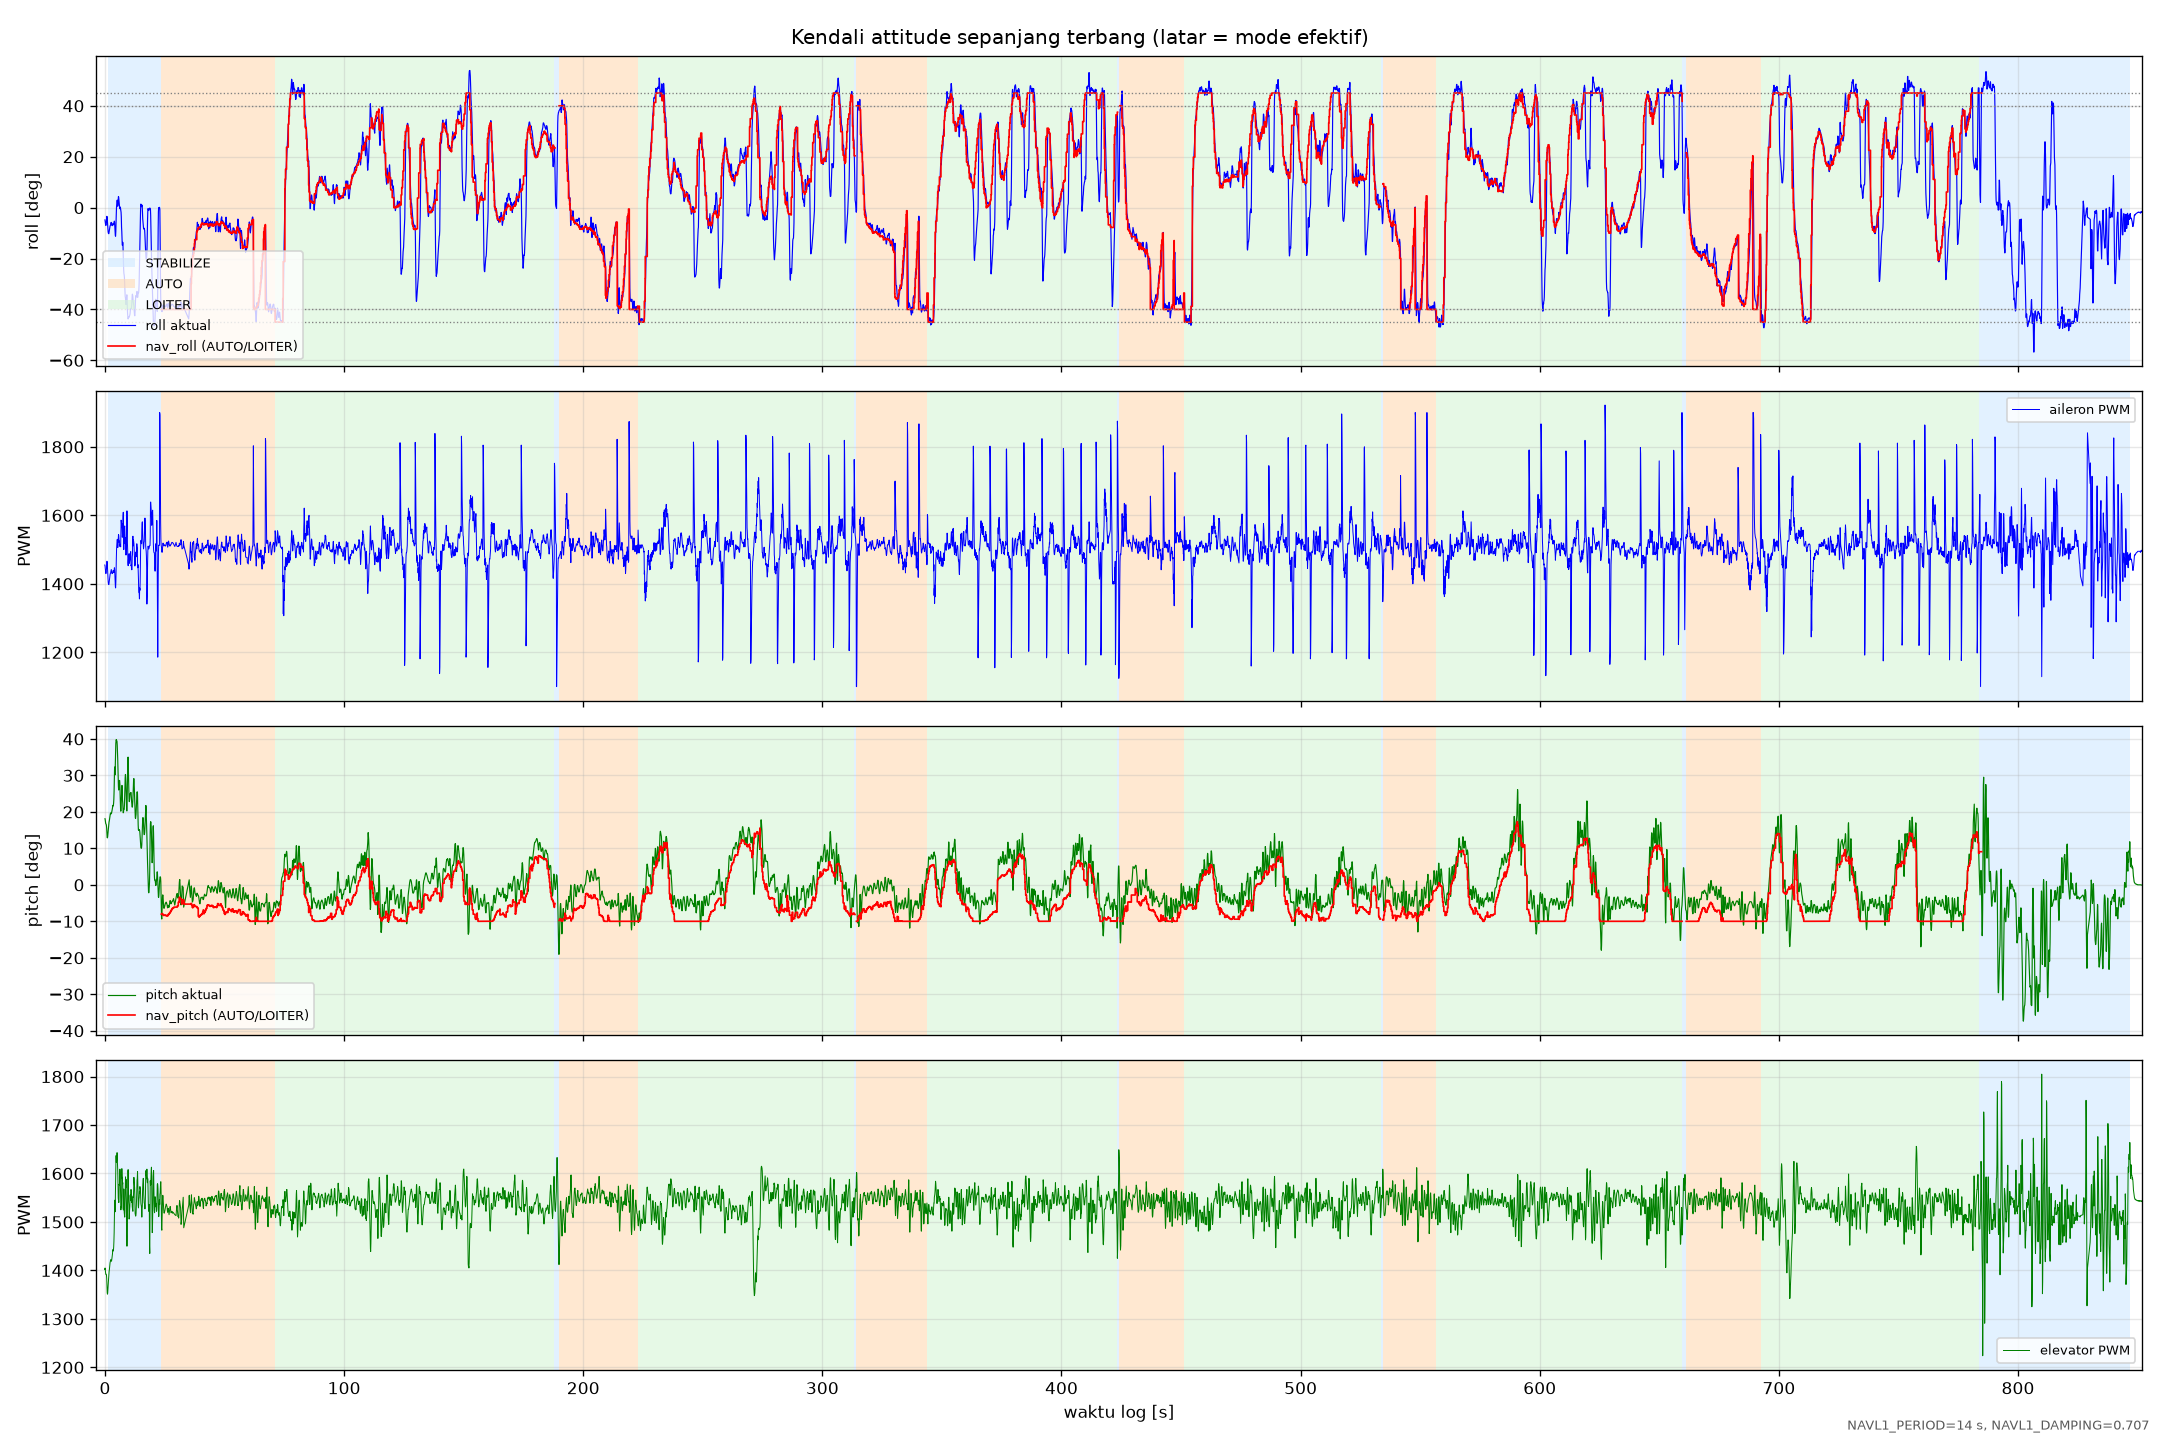 Kendali attitude sepanjang terbang (latar = mode efektif)
roll [deg]
40
20
0
−20
−40
−60
STABILIZE
AUTO
LOITER
roll aktual
nav_roll (AUTO/LOITER)
PWM
1800
1600
1400
1200
aileron PWM
pitch [deg]
40
30
20
10
0
−10
−20
−30
−40
pitch aktual
nav_pitch (AUTO/LOITER)
PWM
1800
1700
1600
1500
1400
1300
1200
elevator PWM
0 100 200 300 400 500 600 700 800
waktu log [s]
NAVL1_PERIOD=14 s, NAVL1_DAMPING=0.707